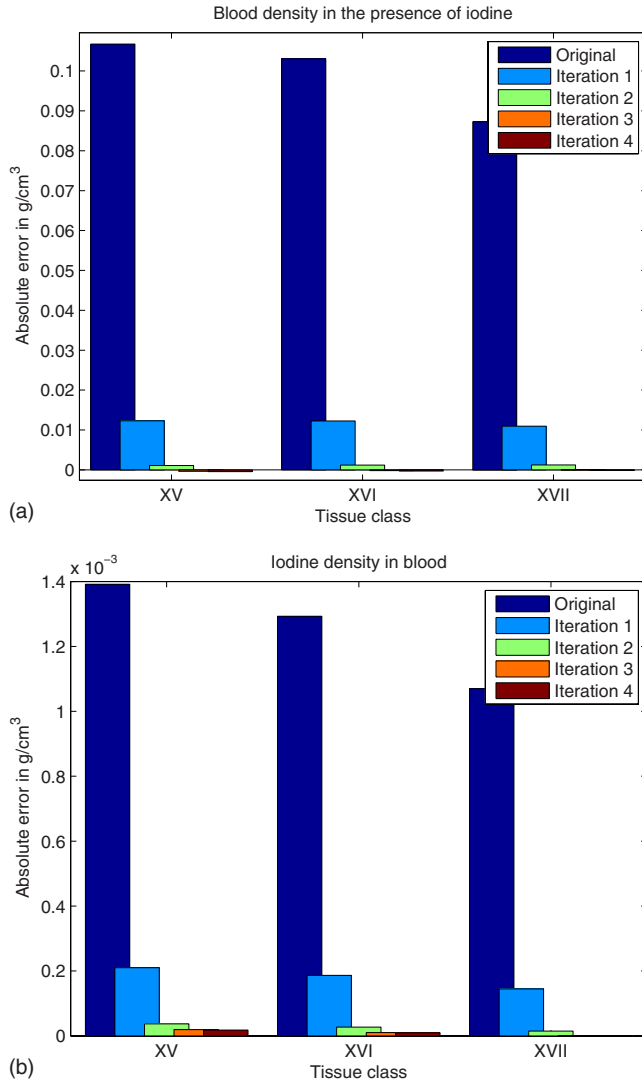 Blood density in the presence of iodine
Original
Iteration 1
Iteration 2
Iteration 3
Iteration 4
0.1
0.09
0.08
0.07
0.06
0.05
0.04
0.03
0.02
0.01
0
Absolute error in g/cm³
XV XVI XVII
Tissue class
(a)
Iodine density in blood
x 10⁻³
Original
Iteration 1
Iteration 2
Iteration 3
Iteration 4
1.4
1.2
1
0.8
0.6
0.4
0.2
0
Absolute error in g/cm³
XV XVI XVII
Tissue class
(b)